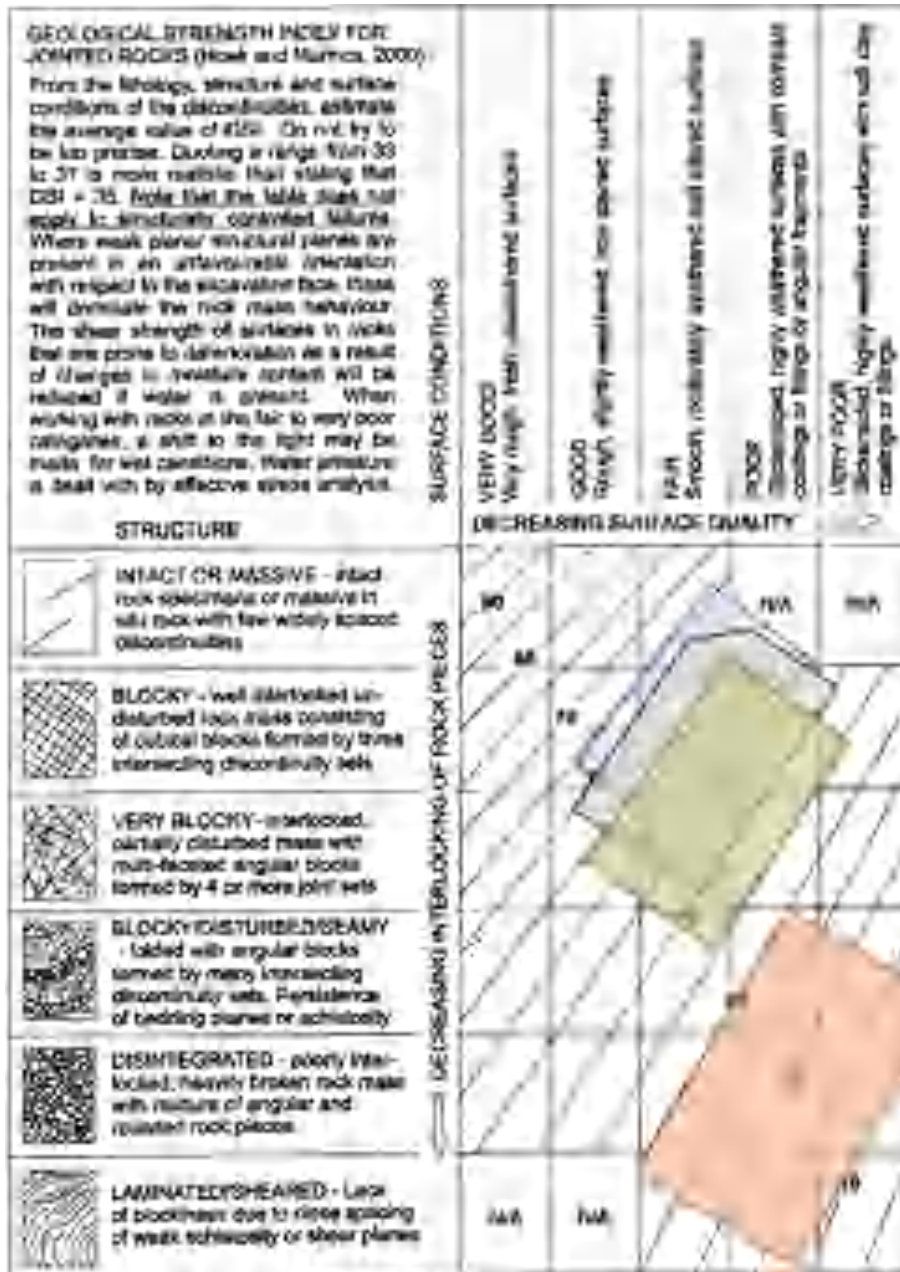 GEOLOGICAL STRENGTH INDEX FOR
JOINTED ROCKS (Hoek and Marinos, 2000)
From the lithology, structure and surface
conditions of the discontinuities, estimate
the average value of GSI. Do not try to
be too precise. Quoting a range from 33
to 37 is more realistic than stating that
GSI = 35. Note that the table does not
apply to structurally controlled failures.
Where weak planar structural planes are
present in an unfavourable orientation
with respect to the excavation face, these
will dominate the rock mass behaviour.
The shear strength of surfaces in rocks
that are prone to deterioration as a result
of changes in moisture content will be
reduced if water is present. When
working with rocks in the fair to very poor
categories, a shift to the right may be
made for wet conditions. Water pressure
is dealt with by effective stress analysis.
STRUCTURE
SURFACE CONDITIONS
VERY GOOD
Very rough, fresh unweathered surfaces
GOOD
Rough, slightly weathered, iron stained surfaces
FAIR
Smooth, moderately weathered and altered surfaces
POOR
Slickensided, highly weathered surfaces with compact
coatings or fillings or angular fragments
VERY POOR
Slickensided, highly weathered surfaces with soft clay
coatings or fillings
DECREASING SURFACE QUALITY
INTACT OR MASSIVE - intact
rock specimens or massive in
situ rock with few widely spaced
discontinuities
BLOCKY - well interlocked un-
disturbed rock mass consisting
of cubical blocks formed by three
intersecting discontinuity sets
VERY BLOCKY- interlocked,
partially disturbed mass with
multi-faceted angular blocks
formed by 4 or more joint sets
BLOCKY/DISTURBED/SEAMY
- folded with angular blocks
formed by many intersecting
discontinuity sets. Persistence
of bedding planes or schistosity
DISINTEGRATED - poorly inter-
locked, heavily broken rock mass
with mixture of angular and
rounded rock pieces
LAMINATED/SHEARED - Lack
of blockiness due to close spacing
of weak schistosity or shear planes
DECREASING INTERLOCKING OF ROCK PIECES
90
N/A
N/A
70
10
N/A
N/A